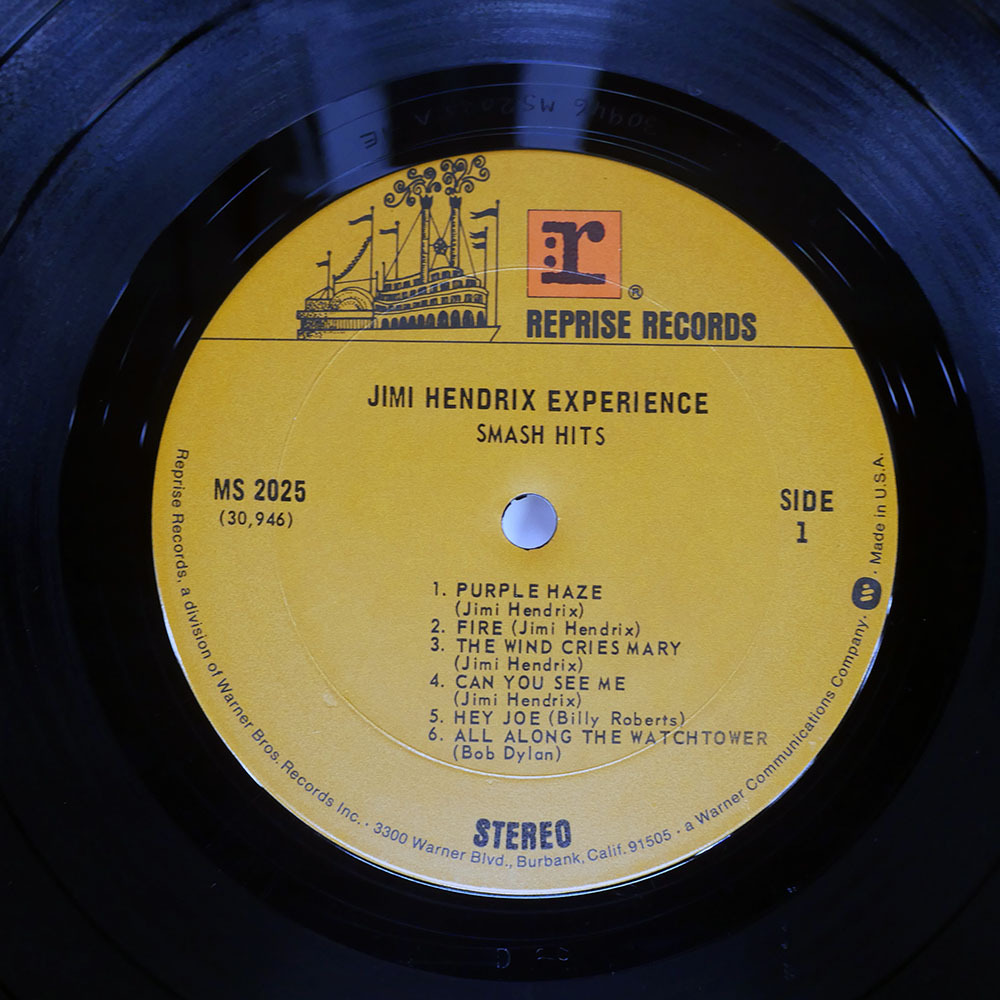 30946 MS2025A 1E
r
®
REPRISE RECORDS
JIMI HENDRIX EXPERIENCE
SMASH HITS
MS 2025
(30,946)
SIDE
1
1. PURPLE HAZE
(Jimi Hendrix)
2. FIRE (Jimi Hendrix)
3. THE WIND CRIES MARY
(Jimi Hendrix)
4. CAN YOU SEE ME
(Jimi Hendrix)
5. HEY JOE (Billy Roberts)
6. ALL ALONG THE WATCHTOWER
(Bob Dylan)
STEREO
Reprise Records, a division of Warner Bros. Records Inc. · 3300 Warner Blvd., Burbank, Calif. 91505 · a Warner Communications Company. · Made in U.S.A.